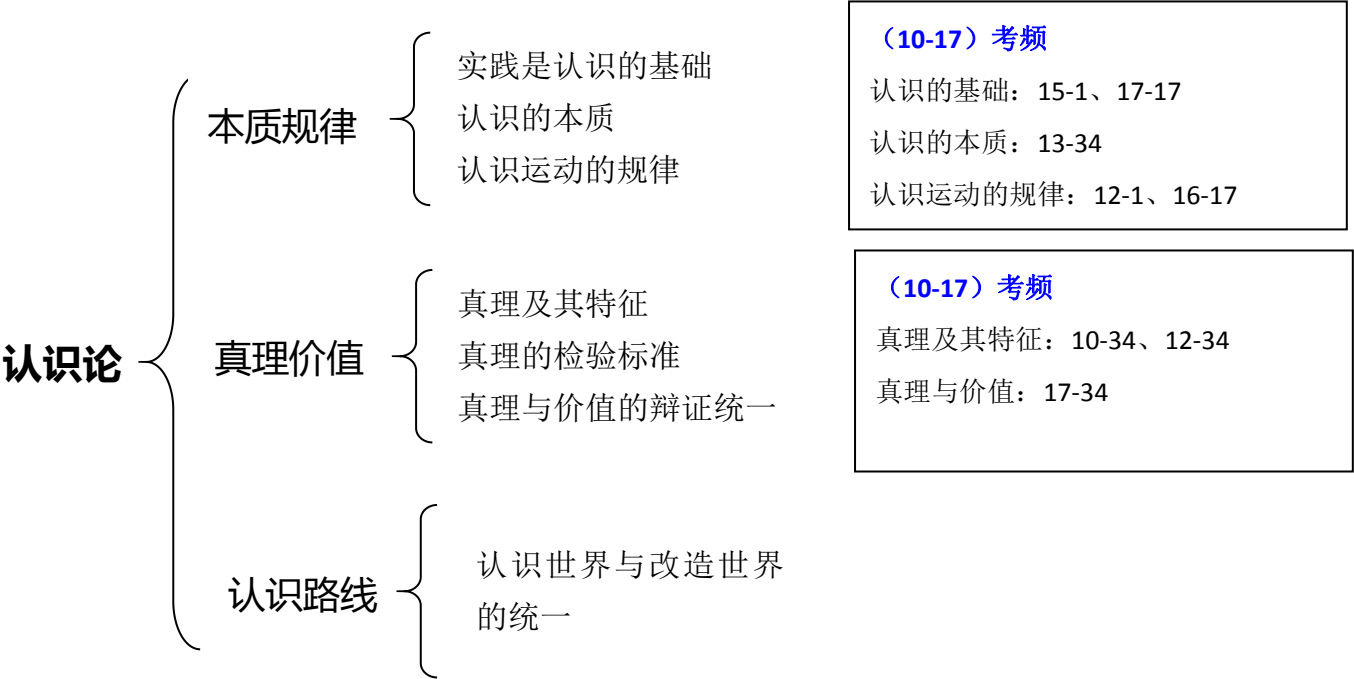 认识论
本质规律
实践是认识的基础
认识的本质
认识运动的规律
（10-17）考频
认识的基础：15-1、17-17
认识的本质：13-34
认识运动的规律：12-1、16-17
真理价值
真理及其特征
真理的检验标准
真理与价值的辩证统一
（10-17）考频
真理及其特征：10-34、12-34
真理与价值：17-34
认识路线
认识世界与改造世界
的统一